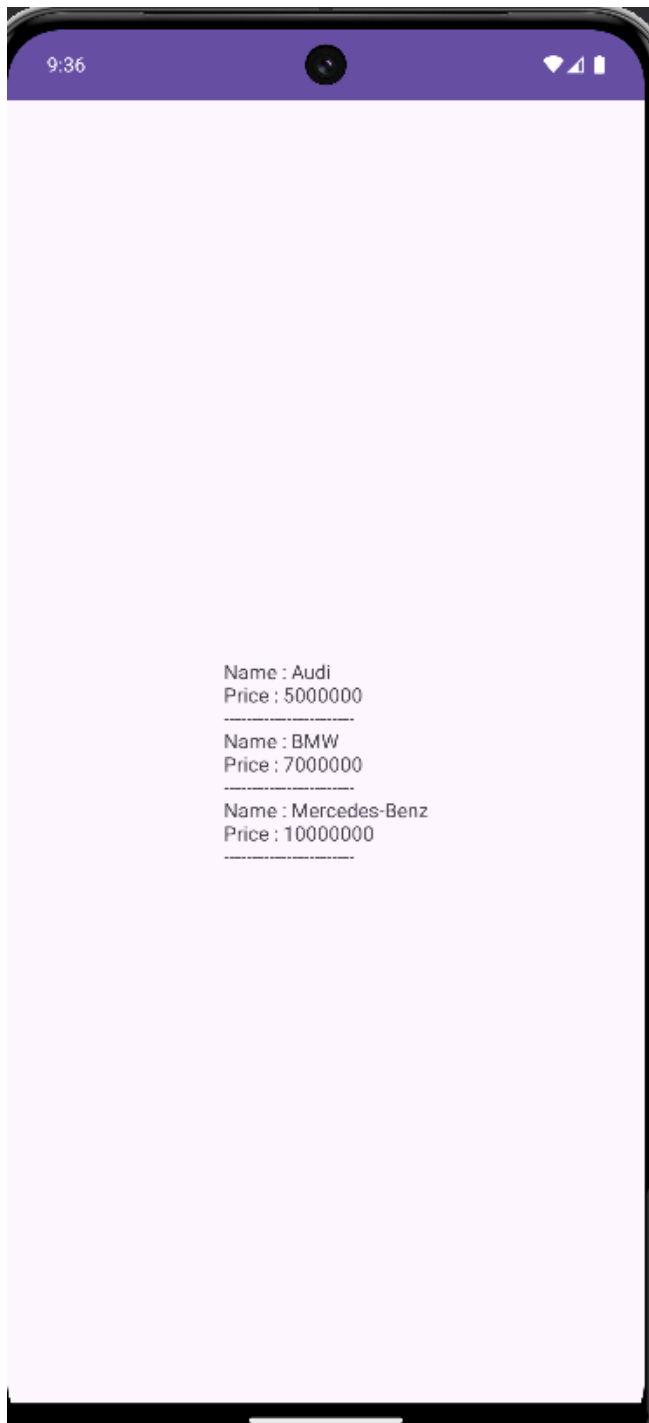 9:36
Name : Audi
Price : 5000000
-----------------------
Name : BMW
Price : 7000000
-----------------------
Name : Mercedes-Benz
Price : 10000000
-----------------------